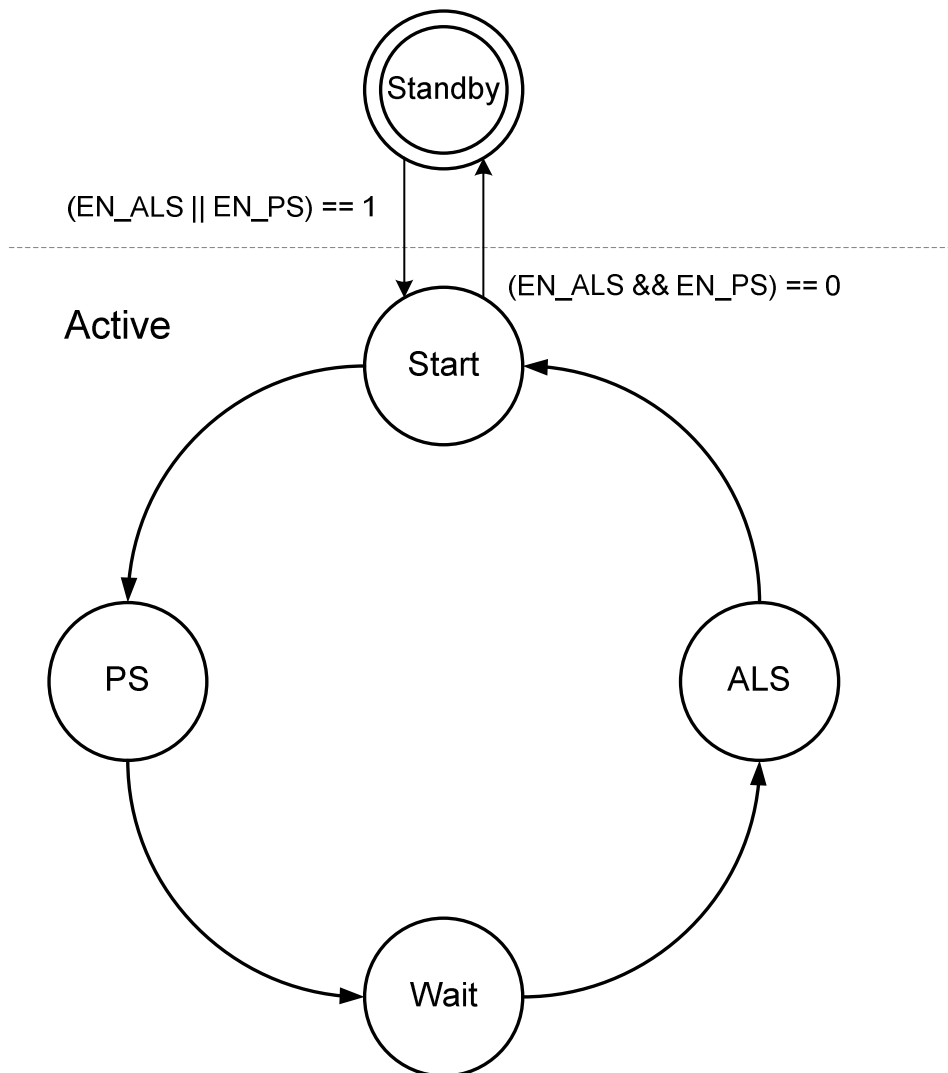 Standby
(EN_ALS || EN_PS) == 1
(EN_ALS && EN_PS) == 0
Active
Start
PS
ALS
Wait